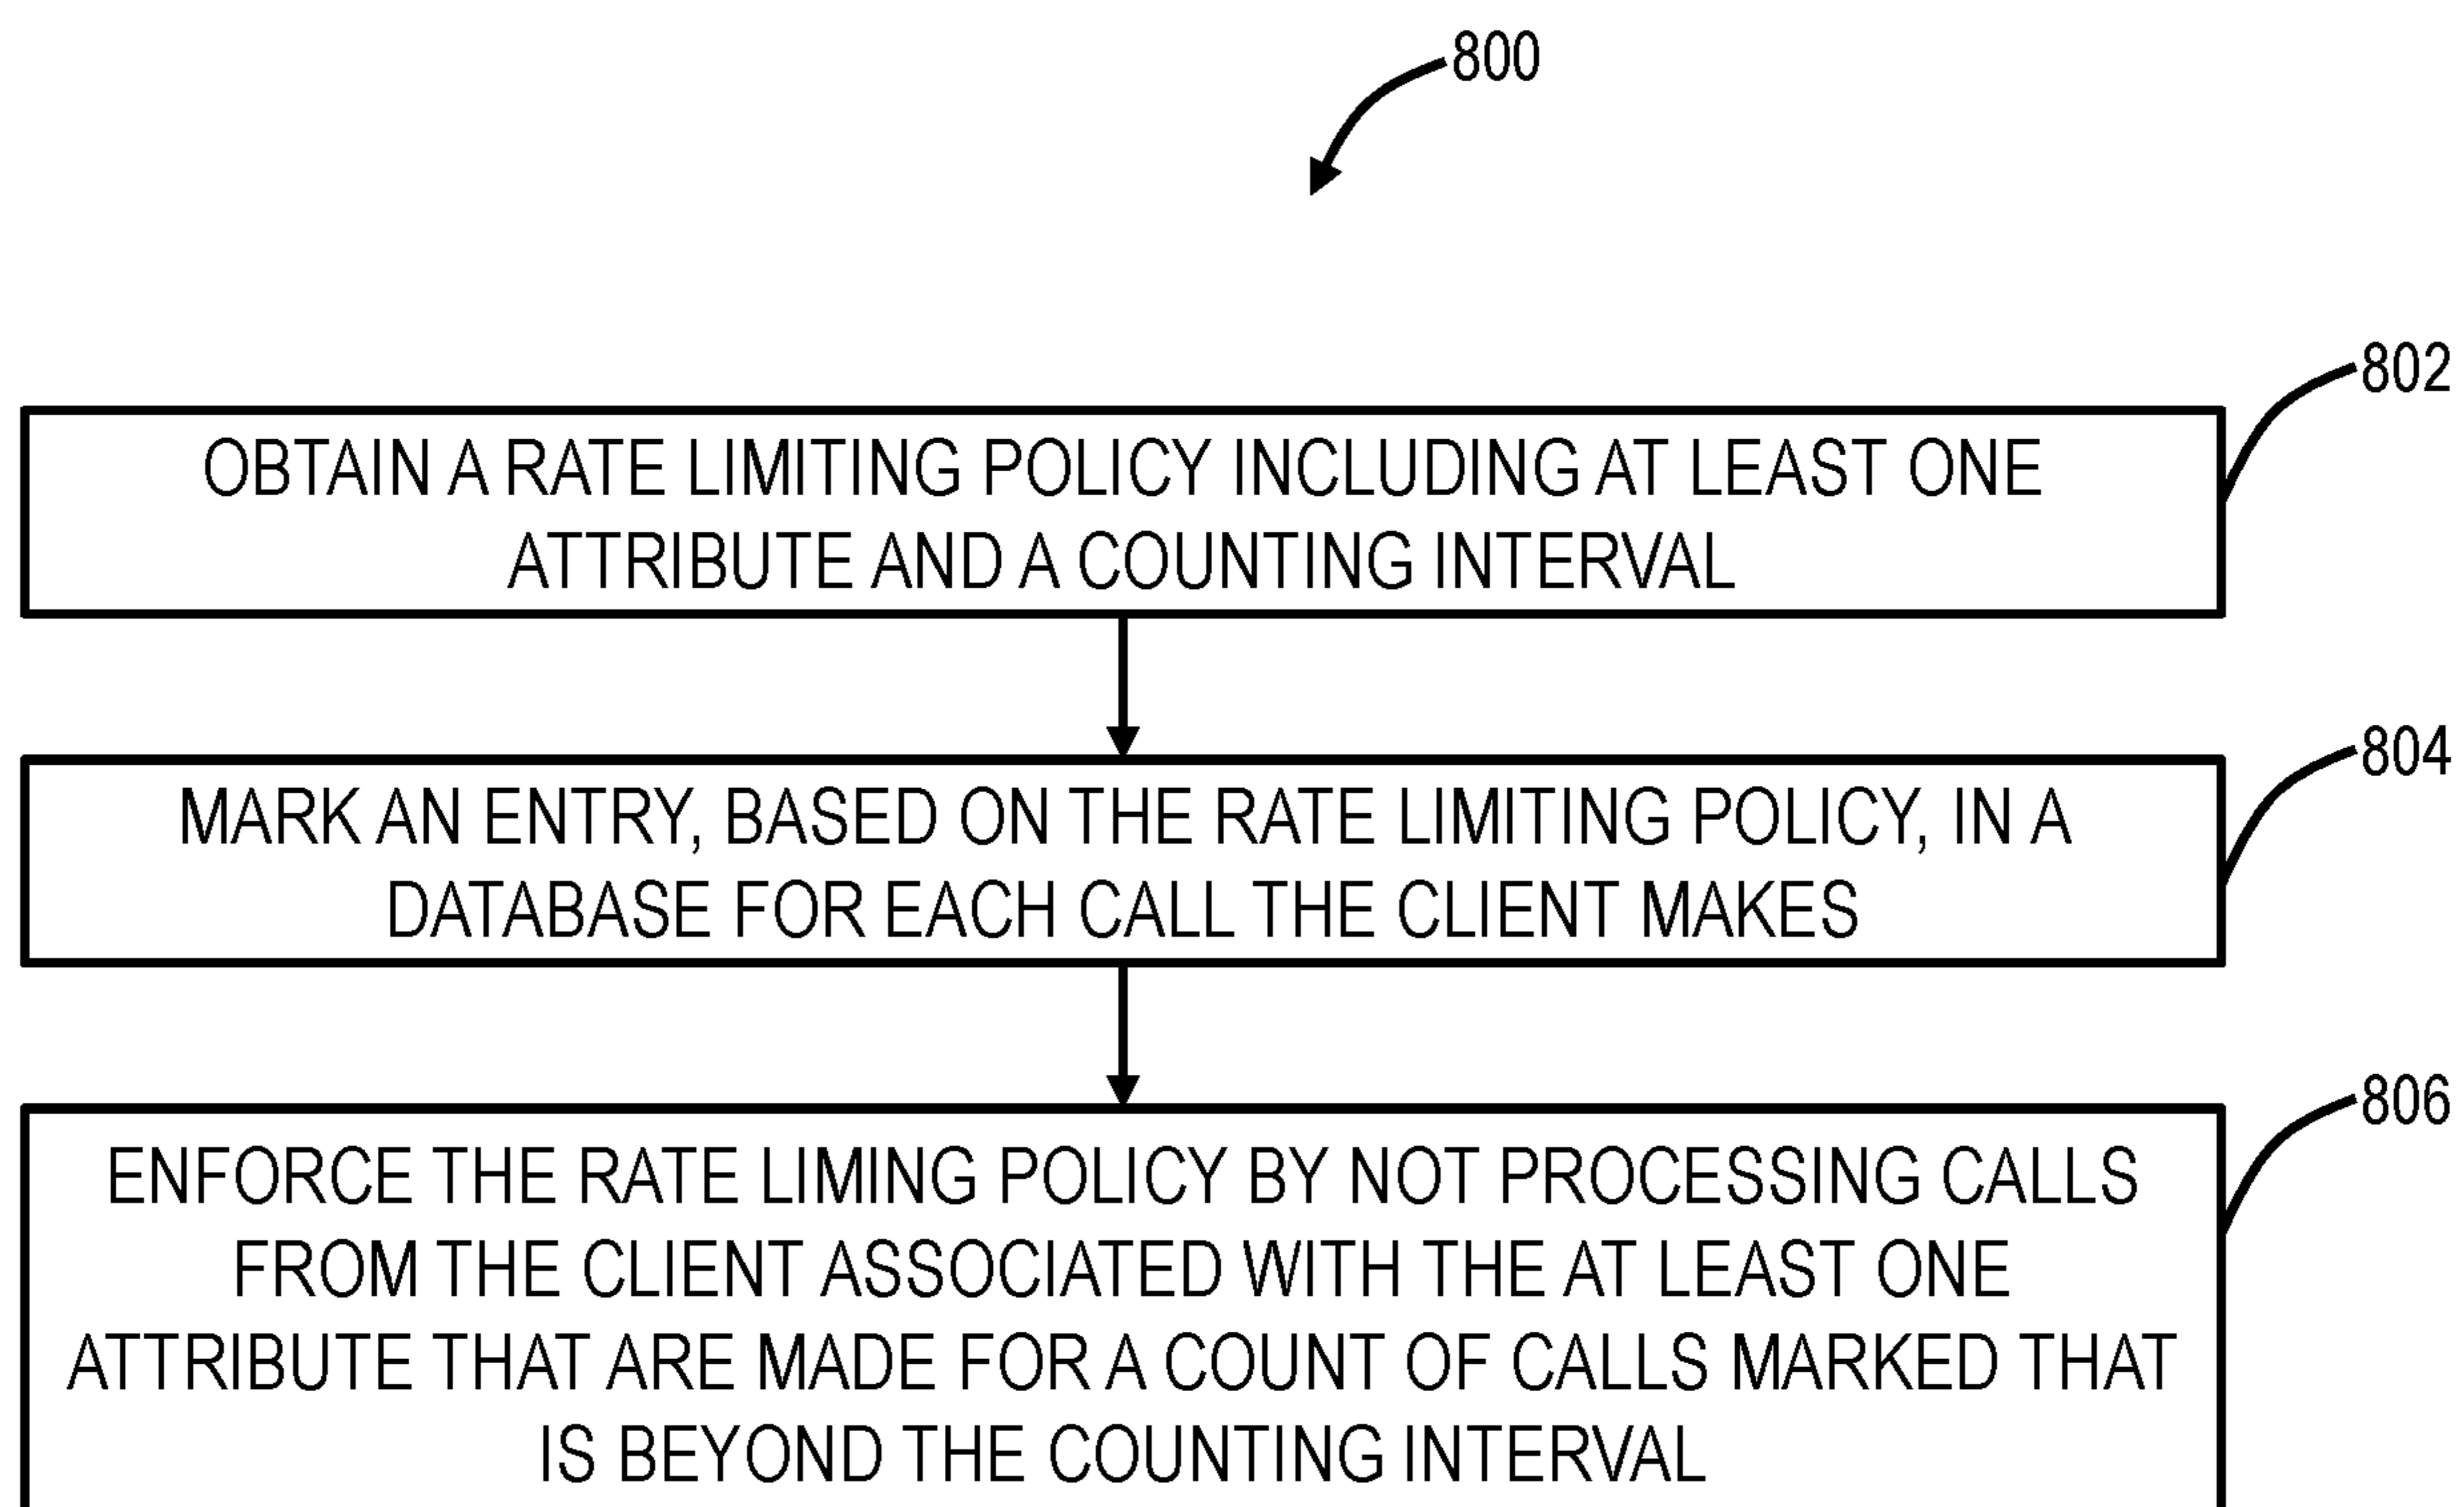 800
802
OBTAIN A RATE LIMITING POLICY INCLUDING AT LEAST ONE
ATTRIBUTE AND A COUNTING INTERVAL
804
MARK AN ENTRY, BASED ON THE RATE LIMITING POLICY, IN A
DATABASE FOR EACH CALL THE CLIENT MAKES
806
ENFORCE THE RATE LIMING POLICY BY NOT PROCESSING CALLS
FROM THE CLIENT ASSOCIATED WITH THE AT LEAST ONE
ATTRIBUTE THAT ARE MADE FOR A COUNT OF CALLS MARKED THAT
IS BEYOND THE COUNTING INTERVAL